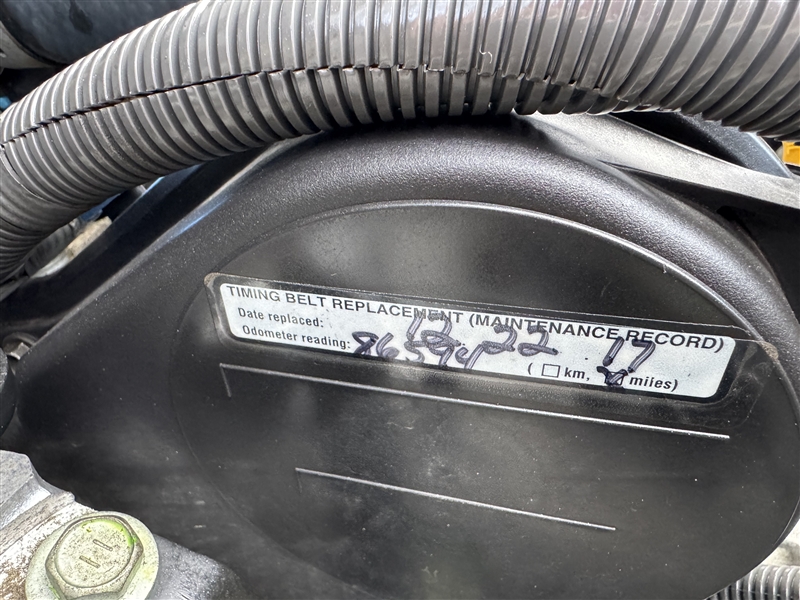 TIMING BELT REPLACEMENT (MAINTENANCE RECORD)
Date replaced: 12 22 17
Odometer reading: 86594 ( km, miles)